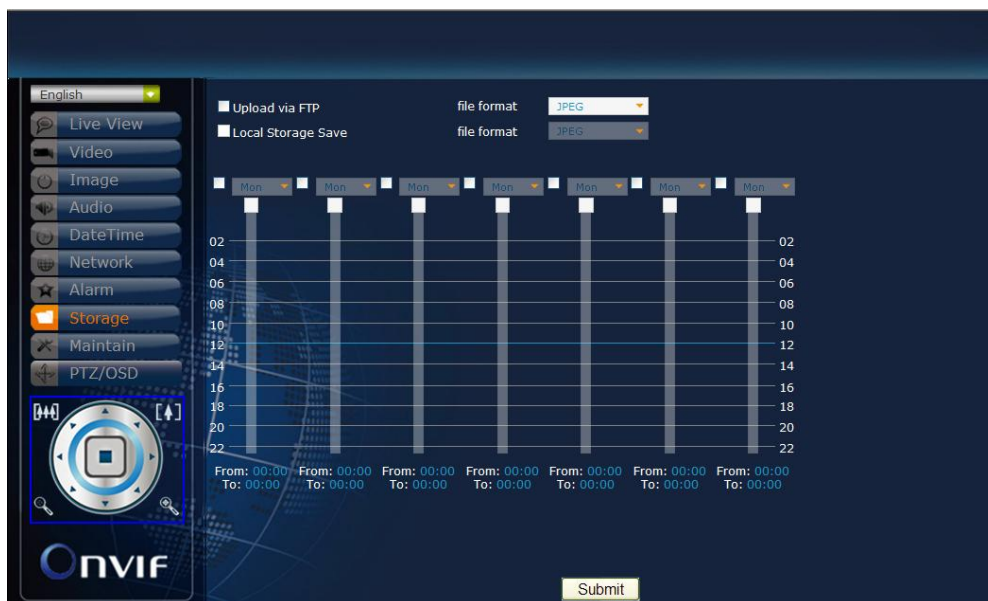 English
Live View
Video
Image
Audio
DateTime
Network
Alarm
Storage
Maintain
PTZ/OSD
Onvif
Upload via FTP file format JPEG
Local Storage Save file format JPEG
Mon Mon Mon Mon Mon Mon Mon
02 02
04 04
06 06
08 08
10 10
12 12
14 14
16 16
18 18
20 20
22 22
From: 00:00 From: 00:00 From: 00:00 From: 00:00 From: 00:00 From: 00:00 From: 00:00
To: 00:00 To: 00:00 To: 00:00 To: 00:00 To: 00:00 To: 00:00 To: 00:00
Submit